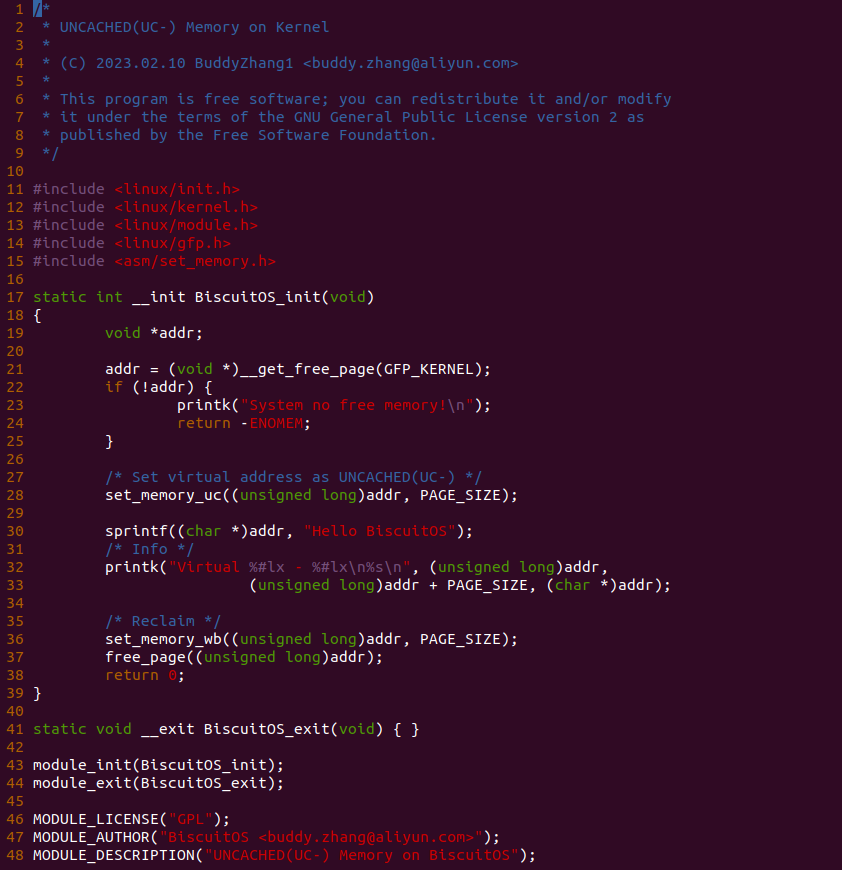 1 /*
2  * UNCACHED(UC-) Memory on Kernel
3  *
4  * (C) 2023.02.10 BuddyZhang1 <buddy.zhang@aliyun.com>
5  *
6  * This program is free software; you can redistribute it and/or modify
7  * it under the terms of the GNU General Public License version 2 as
8  * published by the Free Software Foundation.
9  */
10
11 #include <linux/init.h>
12 #include <linux/kernel.h>
13 #include <linux/module.h>
14 #include <linux/gfp.h>
15 #include <asm/set_memory.h>
16
17 static int __init BiscuitOS_init(void)
18 {
19         void *addr;
20
21         addr = (void *)__get_free_page(GFP_KERNEL);
22         if (!addr) {
23                 printk("System no free memory!\n");
24                 return -ENOMEM;
25         }
26
27         /* Set virtual address as UNCACHED(UC-) */
28         set_memory_uc((unsigned long)addr, PAGE_SIZE);
29
30         sprintf((char *)addr, "Hello BiscuitOS");
31         /* Info */
32         printk("Virtual %#lx - %#lx\n%s\n", (unsigned long)addr,
33                         (unsigned long)addr + PAGE_SIZE, (char *)addr);
34
35         /* Reclaim */
36         set_memory_wb((unsigned long)addr, PAGE_SIZE);
37         free_page((unsigned long)addr);
38         return 0;
39 }
40
41 static void __exit BiscuitOS_exit(void) { }
42
43 module_init(BiscuitOS_init);
44 module_exit(BiscuitOS_exit);
45
46 MODULE_LICENSE("GPL");
47 MODULE_AUTHOR("BiscuitOS <buddy.zhang@aliyun.com>");
48 MODULE_DESCRIPTION("UNCACHED(UC-) Memory on BiscuitOS");